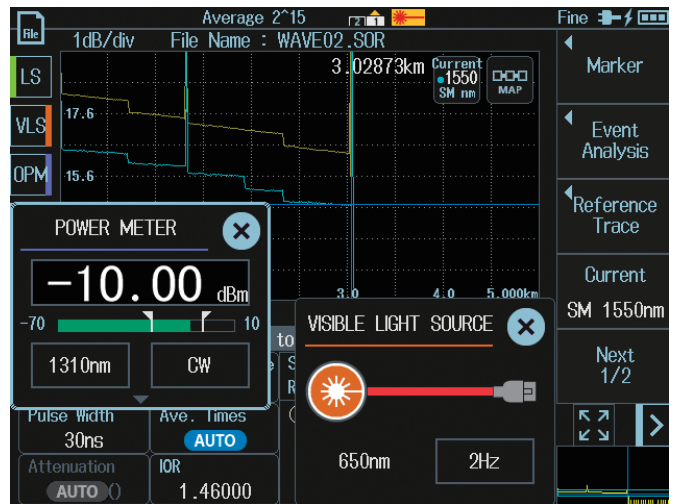 File
Average 2^15
2 1
Fine
1dB/div File Name : WAVE02.SOR
3.02873km
Current
1550
SM nm
MAP
LS
VLS
OPM
17.6
15.6
3.0 4.0 5.000km
Marker
Event
Analysis
Reference
Trace
Current
SM 1550nm
Next
1/2
POWER METER
-10.00 dBm
-70 10
1310nm CW
to
VISIBLE LIGHT SOURCE
650nm 2Hz
Pulse Width
30ns
Ave. Times
AUTO
Attenuation
AUTO ()
IOR
1.46000